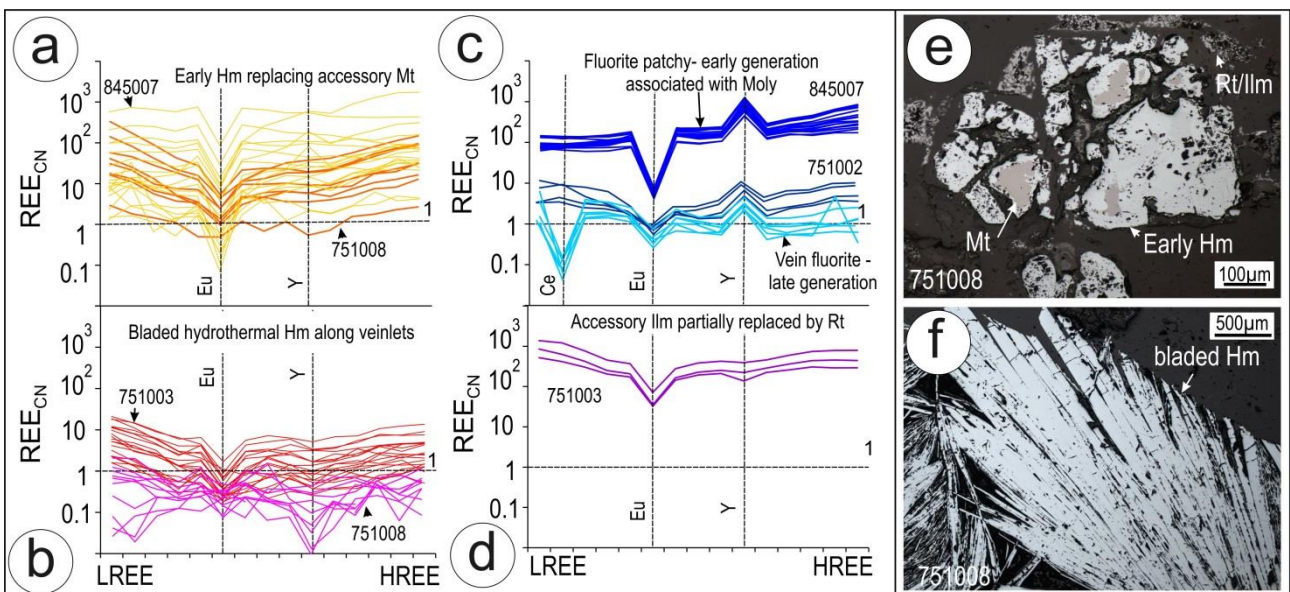 a
Early Hm replacing accessory Mt
845007
10³
10²
10
1
0.1
REE_CN
Eu
Y
1
751008
Bladed hydrothermal Hm along veinlets
751003
10³
10²
10
1
0.1
REE_CN
Eu
Y
1
751008
b
LREE
HREE
c
Fluorite patchy- early generation
associated with Moly
845007
751002
10³
10²
10
1
0.1
REE_CN
Ce
Eu
Y
1
Vein fluorite -
late generation
Accessory Ilm partially replaced by Rt
10³
10²
10
1
0.1
REE_CN
751003
Eu
Y
1
d
LREE
HREE
e
Rt/Ilm
Mt
Early Hm
751008
100µm
f
500µm
bladed Hm
751008